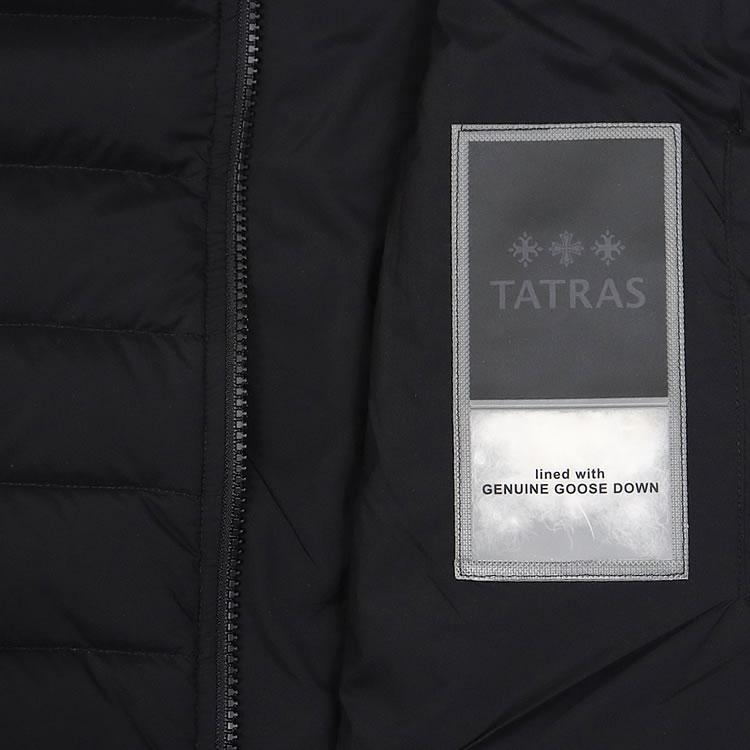 TATRAS
lined with
GENUINE GOOSE DOWN